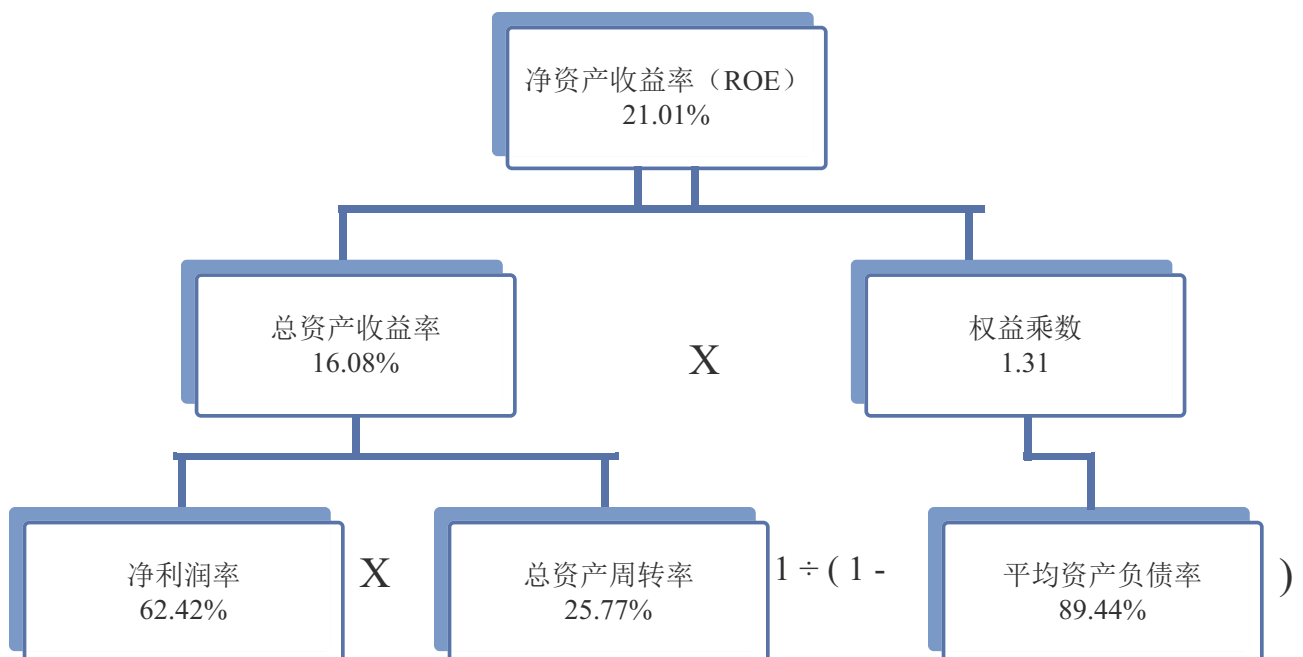 净资产收益率（ROE）
21.01%
总资产收益率
16.08%
X
权益乘数
1.31
净利润率
62.42%
X
总资产周转率
25.77%
1 ÷ ( 1 -
平均资产负债率
89.44%
)